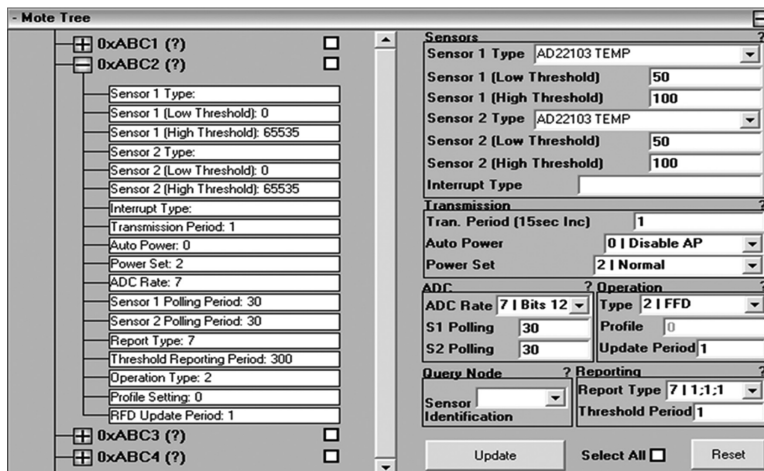 - Mote Tree
0xABC1 (?)
0xABC2 (?)
Sensor 1 Type:
Sensor 1 (Low Threshold): 0
Sensor 1 (High Threshold): 65535
Sensor 2 Type:
Sensor 2 (Low Threshold): 0
Sensor 2 (High Threshold): 65535
Interrupt Type:
Transmission Period: 1
Auto Power: 0
Power Set: 2
ADC Rate: 7
Sensor 1 Polling Period: 30
Sensor 2 Polling Period: 30
Report Type: 7
Threshold Reporting Period: 300
Operation Type: 2
Profile Setting: 0
RFD Update Period: 1
0xABC3 (?)
0xABC4 (?)
Sensors ?
Sensor 1 Type AD22103 TEMP
Sensor 1 (Low Threshold) 50
Sensor 1 (High Threshold) 100
Sensor 2 Type AD22103 TEMP
Sensor 2 (Low Threshold) 50
Sensor 2 (High Threshold) 100
Interrupt Type
Transmission ?
Tran. Period (15sec Inc) 1
Auto Power 0 | Disable AP
Power Set 2 | Normal
ADC ?
ADC Rate 7 | Bits 12
S1 Polling 30
S2 Polling 30
Operation ?
Type 2 | FFD
Profile 0
Update Period 1
Query Node ?
Sensor
Identification
Reporting ?
Report Type 7 | 1;1;1
Threshold Period 1
Update Select All Reset